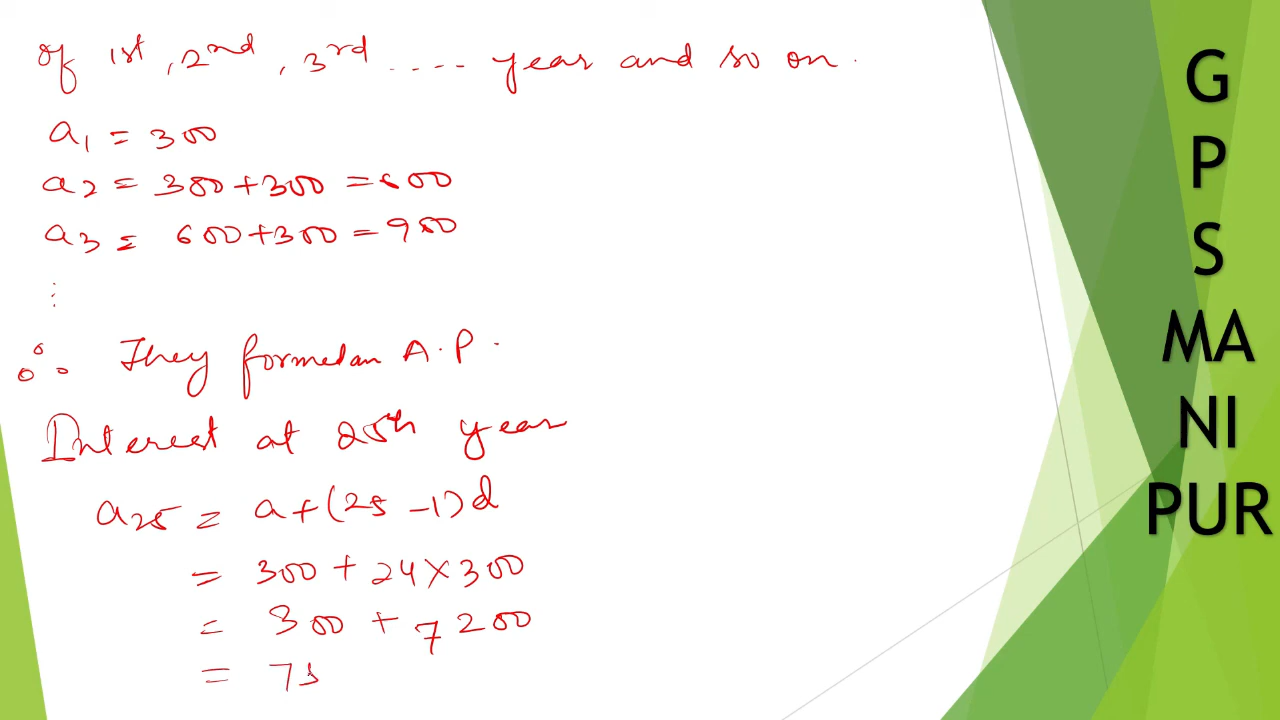 of 1st, 2nd, 3rd .... year and so on.
a1 = 300
a2 = 300+300 = 600
a3 = 600+300 = 900
⋮
∴ They formed an A.P.
Interest at 25th year
a25 = a+(25-1)d
= 300 + 24×300
= 300 + 7200
= 75
G
P
S
MA
NI
PUR